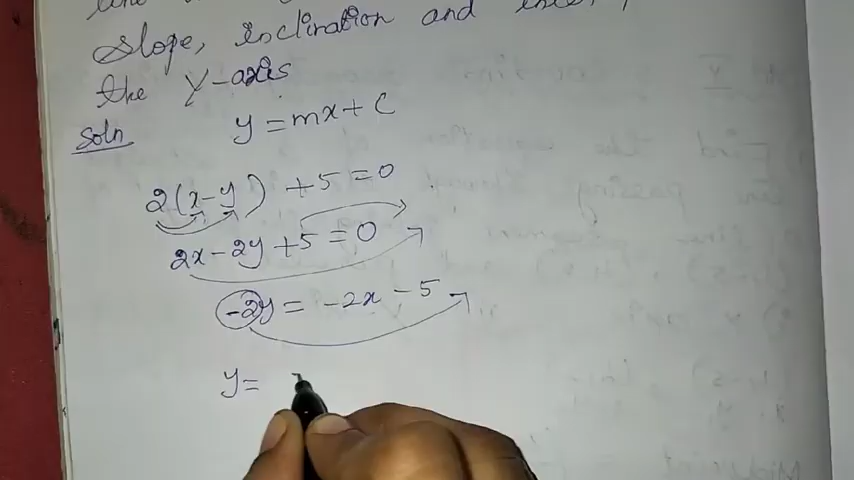 Slope, inclination and
the Y-axis
Soln y = mx + C
2(x-y) + 5 = 0
2x - 2y + 5 = 0
-2y = -2x - 5
y =